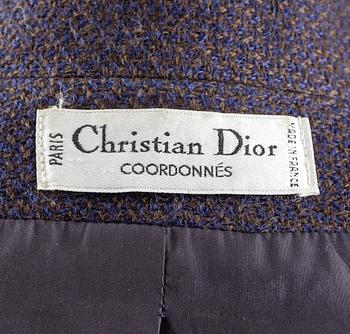 PARIS
Christian Dior
COORDONNÉS
MADE IN FRANCE